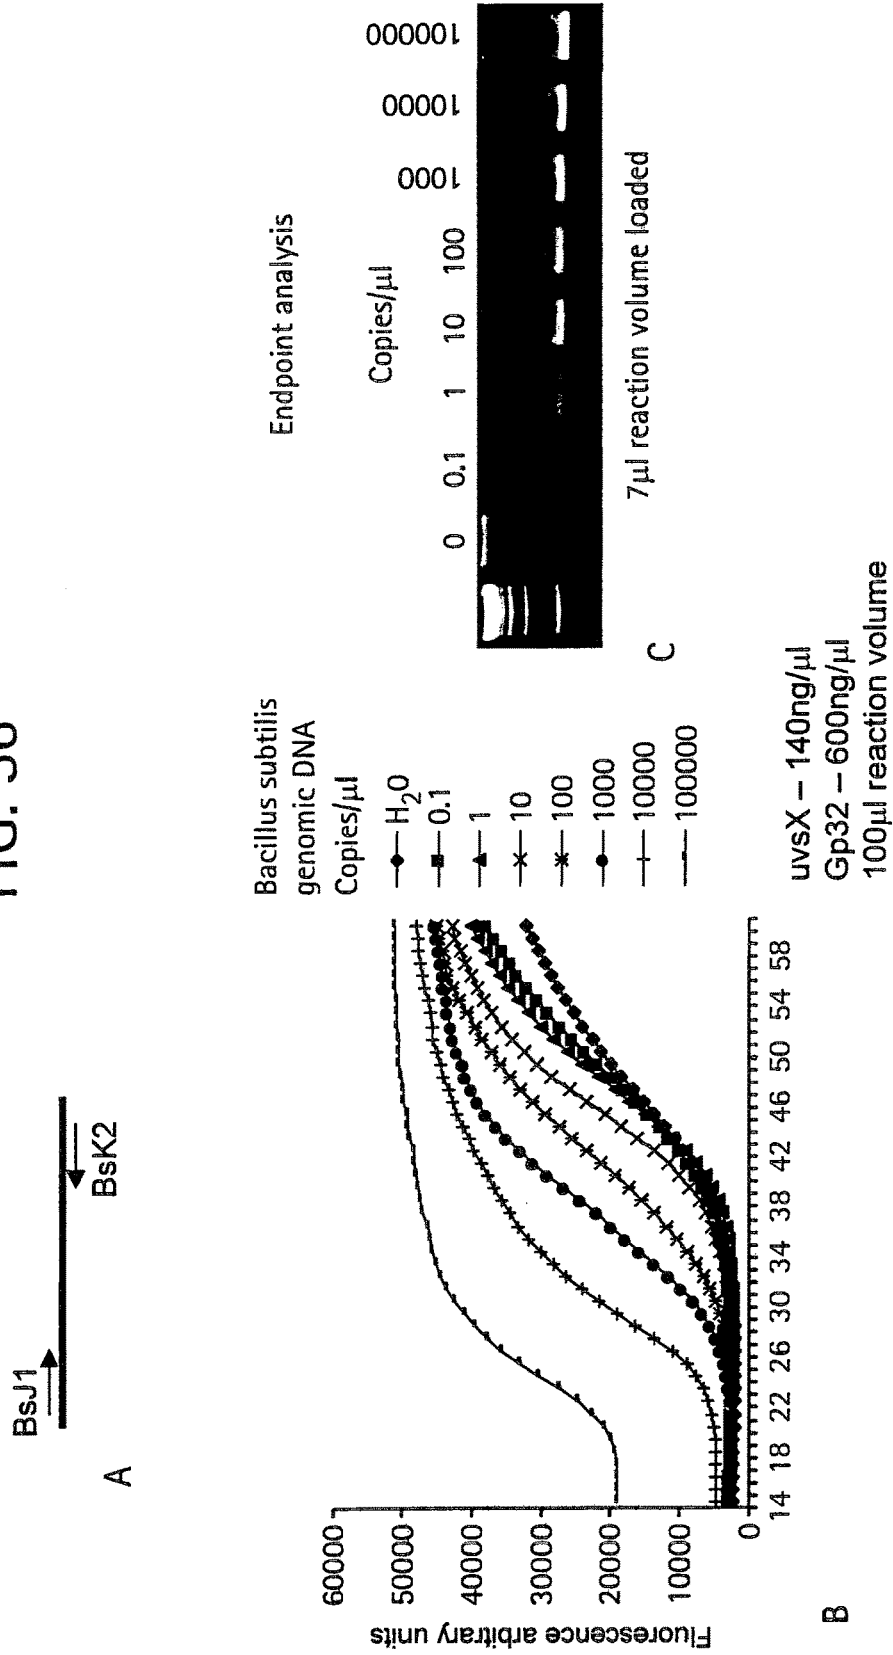 FIG. 36
A
BsJ1
BsK2
B
Fluorescence arbitrary units
60000
50000
40000
30000
20000
10000
0
14 18 22 26 30 34 38 42 46 50 54 58
Bacillus subtilis
genomic DNA
Copies/µl
H20
0.1
1
10
100
1000
10000
100000
uvsX – 140ng/µl
Gp32 – 600ng/µl
100µl reaction volume
C
Endpoint analysis
Copies/µl
0 0.1 1 10 100 1000 10000 100000
7µl reaction volume loaded